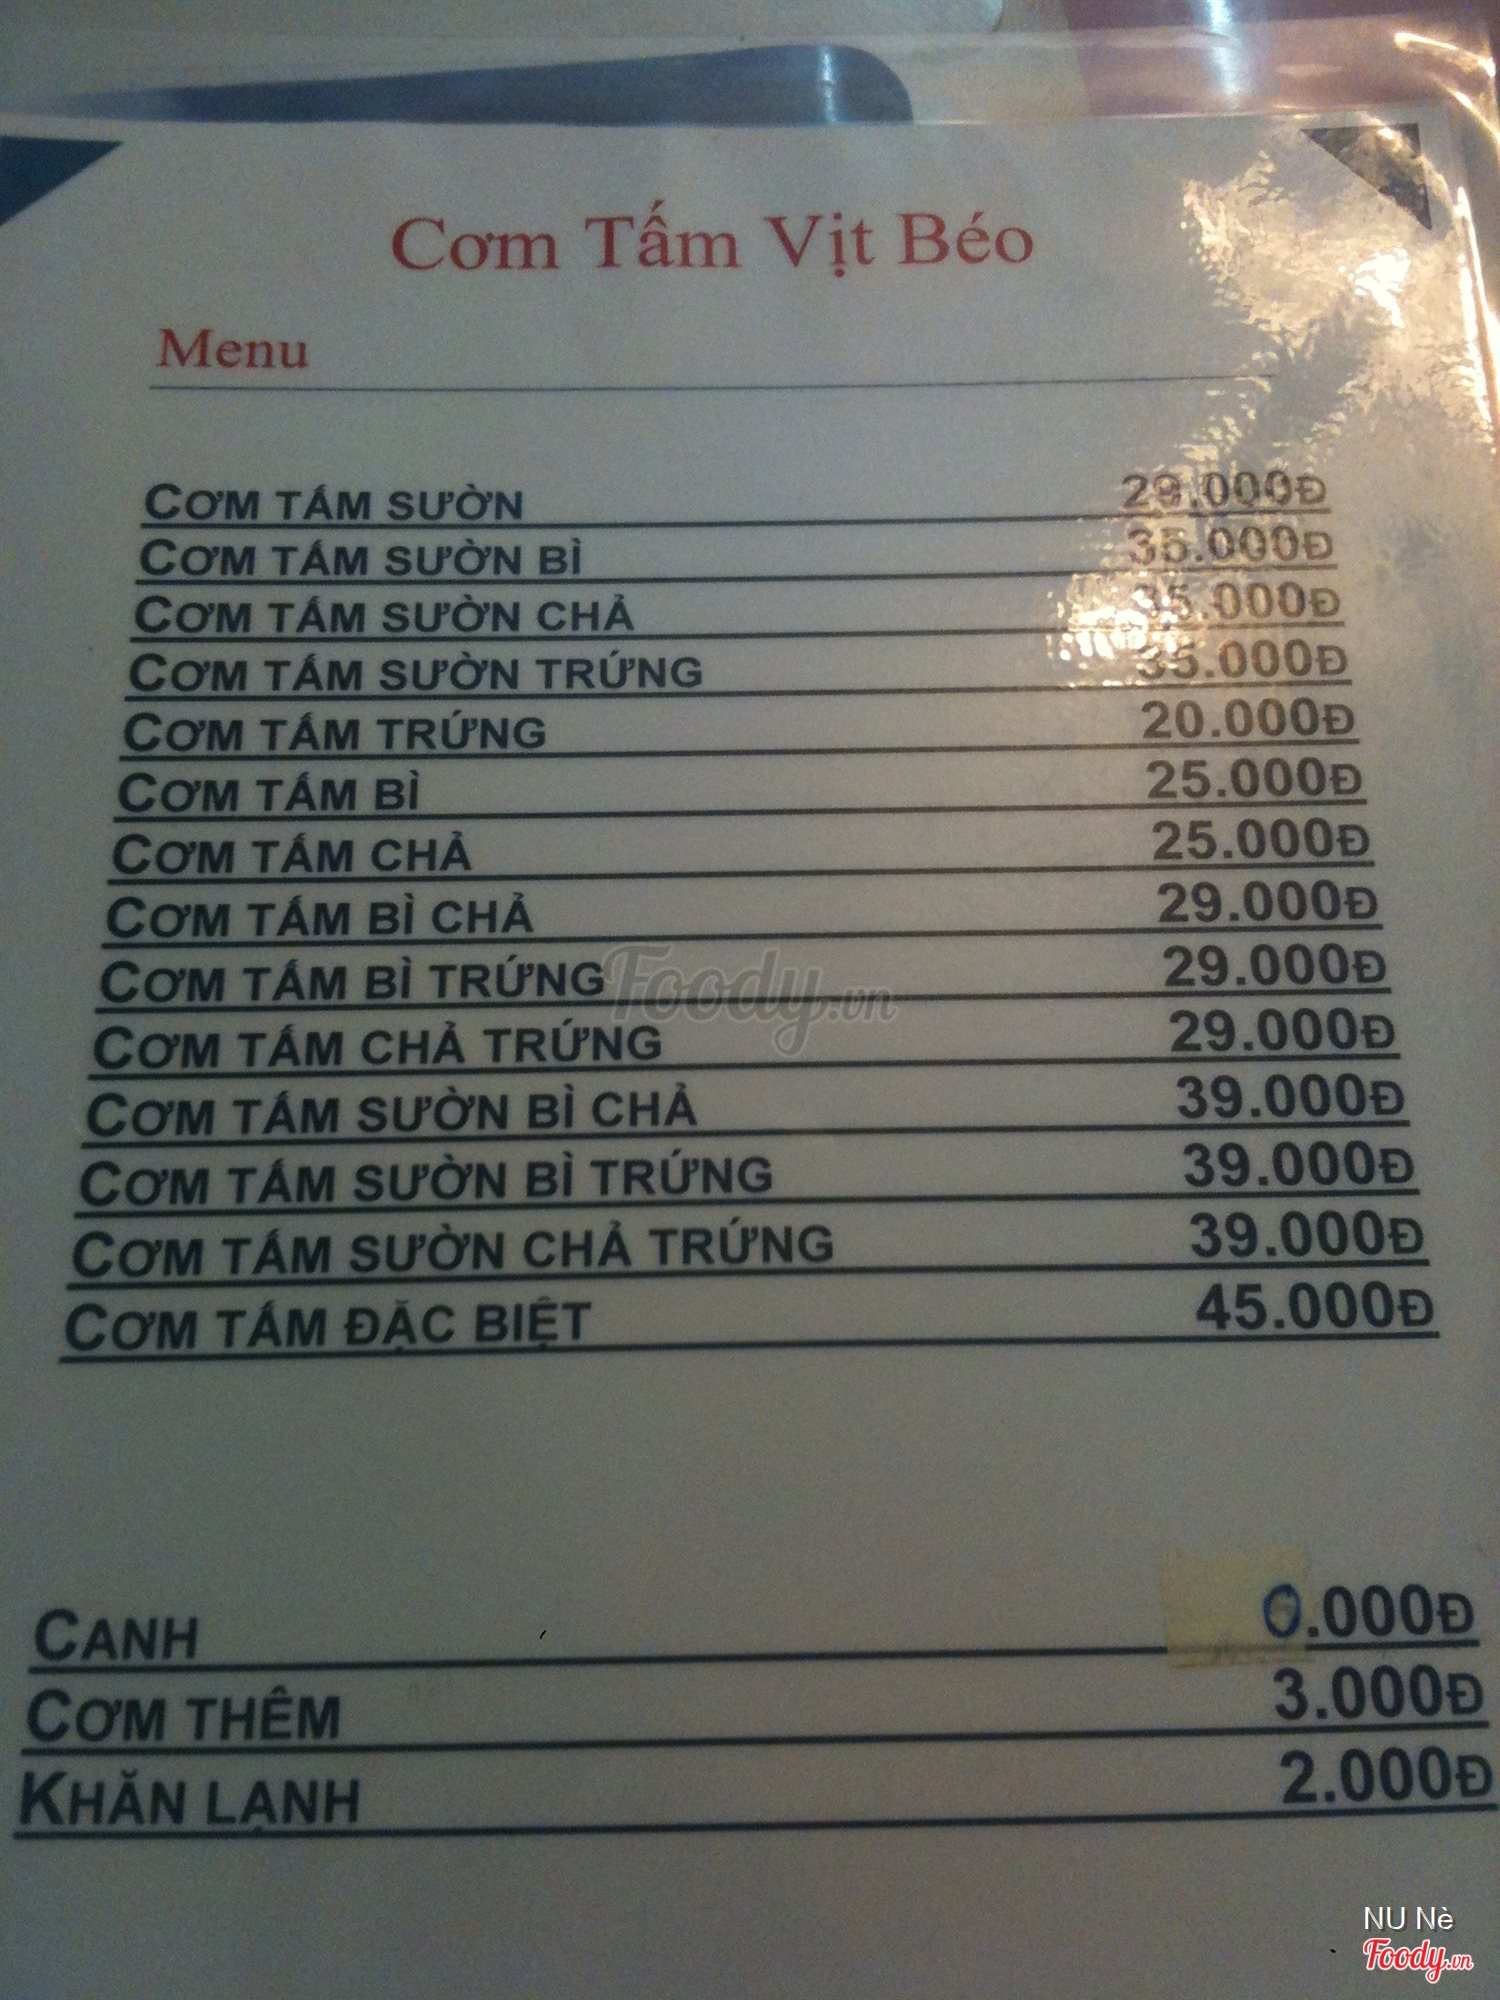 Cơm Tấm Vịt Béo
Menu
CƠM TẤM SƯỜN 29.000Đ
CƠM TẤM SƯỜN BÌ 35.000Đ
CƠM TẤM SƯỜN CHẢ 35.000Đ
CƠM TẤM SƯỜN TRỨNG 35.000Đ
CƠM TẤM TRỨNG 20.000Đ
CƠM TẤM BÌ 25.000Đ
CƠM TẤM CHẢ 25.000Đ
CƠM TẤM BÌ CHẢ 29.000Đ
CƠM TẤM BÌ TRỨNG 29.000Đ
Foody.vn
CƠM TẤM CHẢ TRỨNG 29.000Đ
CƠM TẤM SƯỜN BÌ CHẢ 39.000Đ
CƠM TẤM SƯỜN BÌ TRỨNG 39.000Đ
CƠM TẤM SƯỜN CHẢ TRỨNG 39.000Đ
CƠM TẤM ĐẶC BIỆT 45.000Đ
CANH 0.000Đ
CƠM THÊM 3.000Đ
KHĂN LẠNH 2.000Đ
NU Nè
Foody.vn